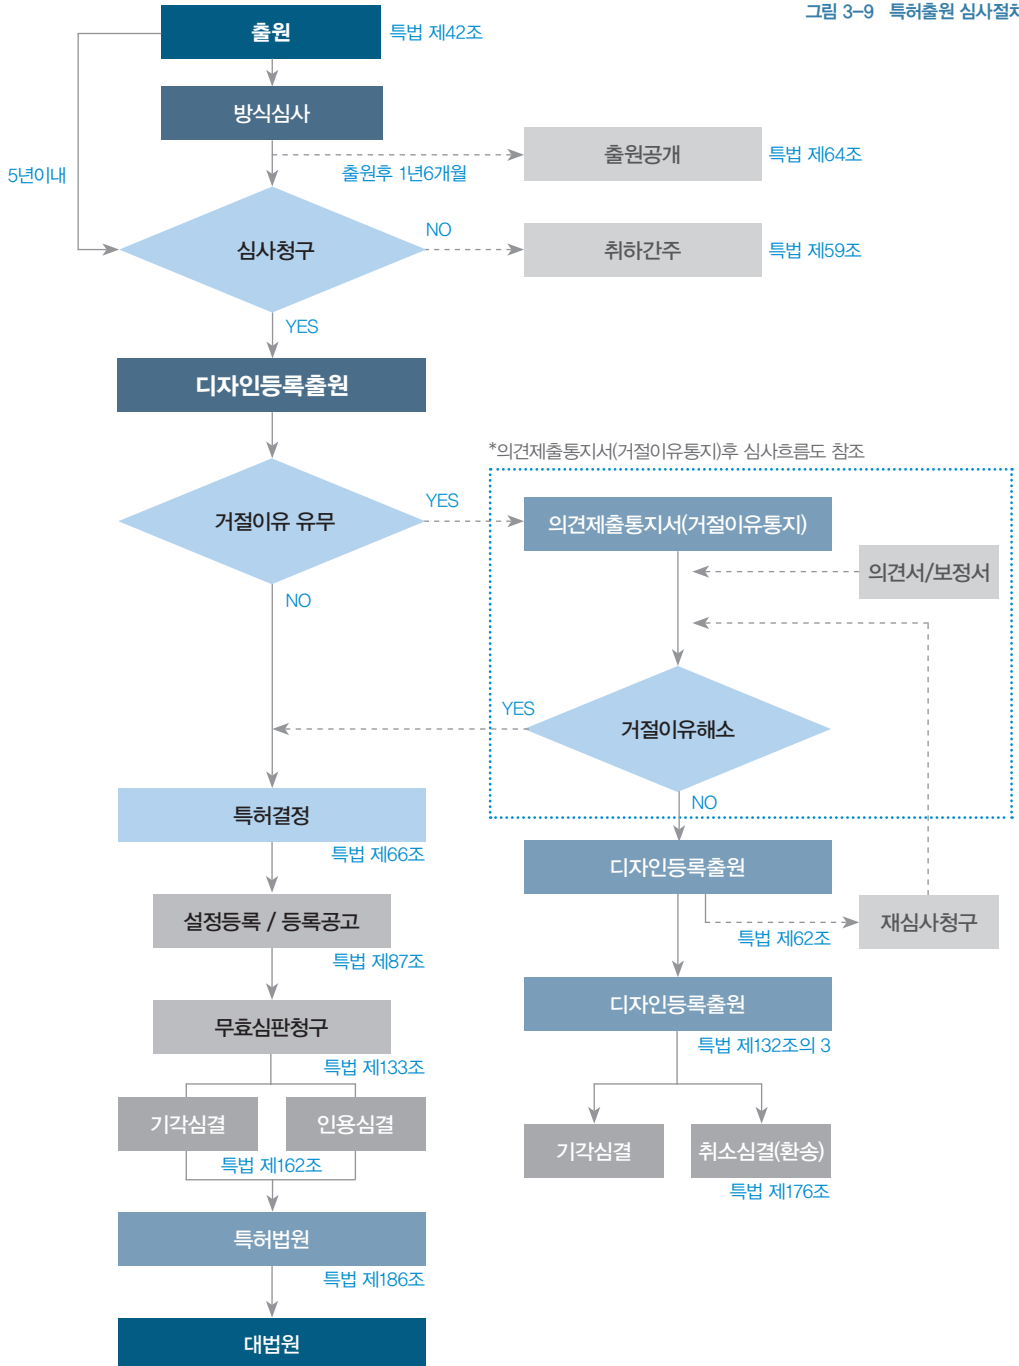 그림 3-9 특허출원 심사절차
출원
특법 제42조
방식심사
출원공개
특법 제64조
5년이내
출원후 1년6개월
심사청구
NO
취하간주
특법 제59조
YES
디자인등록출원
*의견제출통지서(거절이유통지)후 심사흐름도 참조
거절이유 유무
YES
의견제출통지서(거절이유통지)
의견서/보정서
NO
YES
거절이유해소
NO
특허결정
특법 제66조
디자인등록출원
설정등록 / 등록공고
재심사청구
특법 제62조
특법 제87조
디자인등록출원
무효심판청구
특법 제132조의 3
특법 제133조
기각심결
인용심결
기각심결
취소심결(환송)
특법 제162조
특법 제176조
특허법원
특법 제186조
대법원